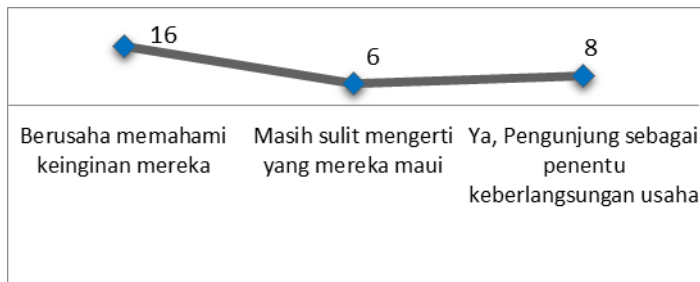 16
6
8
Berusaha memahami
keinginan mereka
Masih sulit mengerti
yang mereka maui
Ya, Pengunjung sebagai
penentu
keberlangsungan usaha